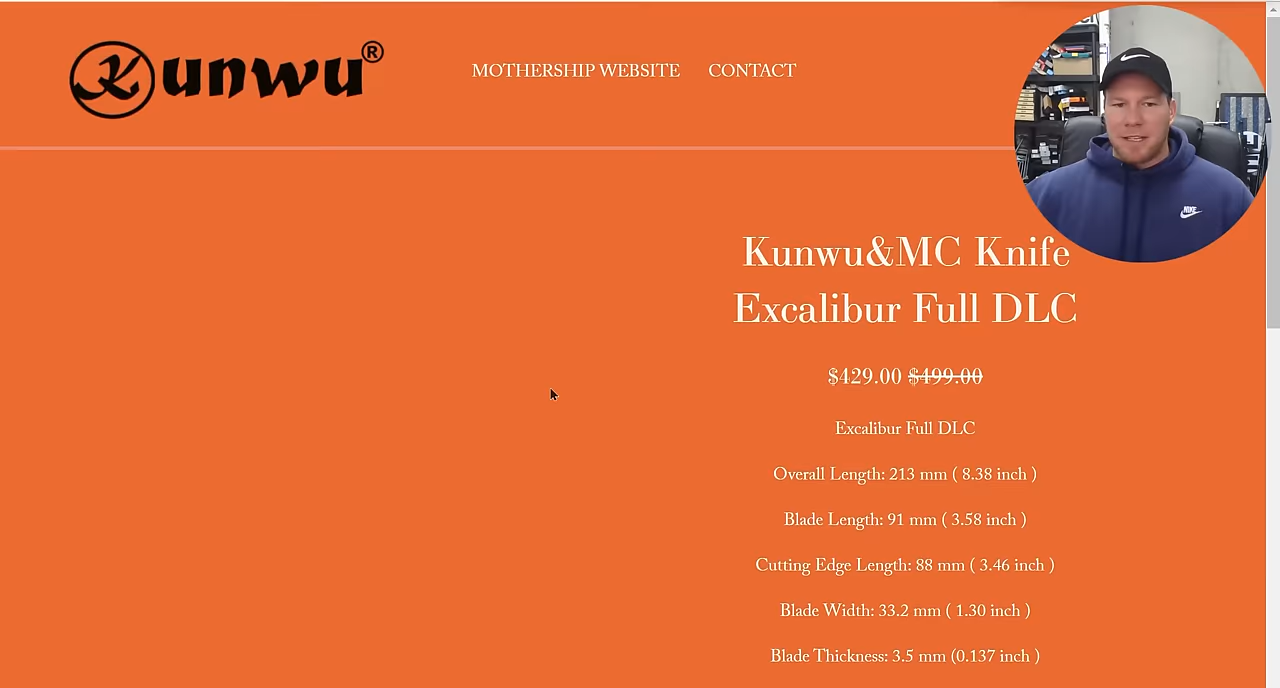 Kunwu®
MOTHERSHIP WEBSITE CONTACT
NIKE
Kunwu&MC Knife
Excalibur Full DLC
$429.00 $499.00
Excalibur Full DLC
Overall Length: 213 mm ( 8.38 inch )
Blade Length: 91 mm ( 3.58 inch )
Cutting Edge Length: 88 mm ( 3.46 inch )
Blade Width: 33.2 mm ( 1.30 inch )
Blade Thickness: 3.5 mm (0.137 inch )